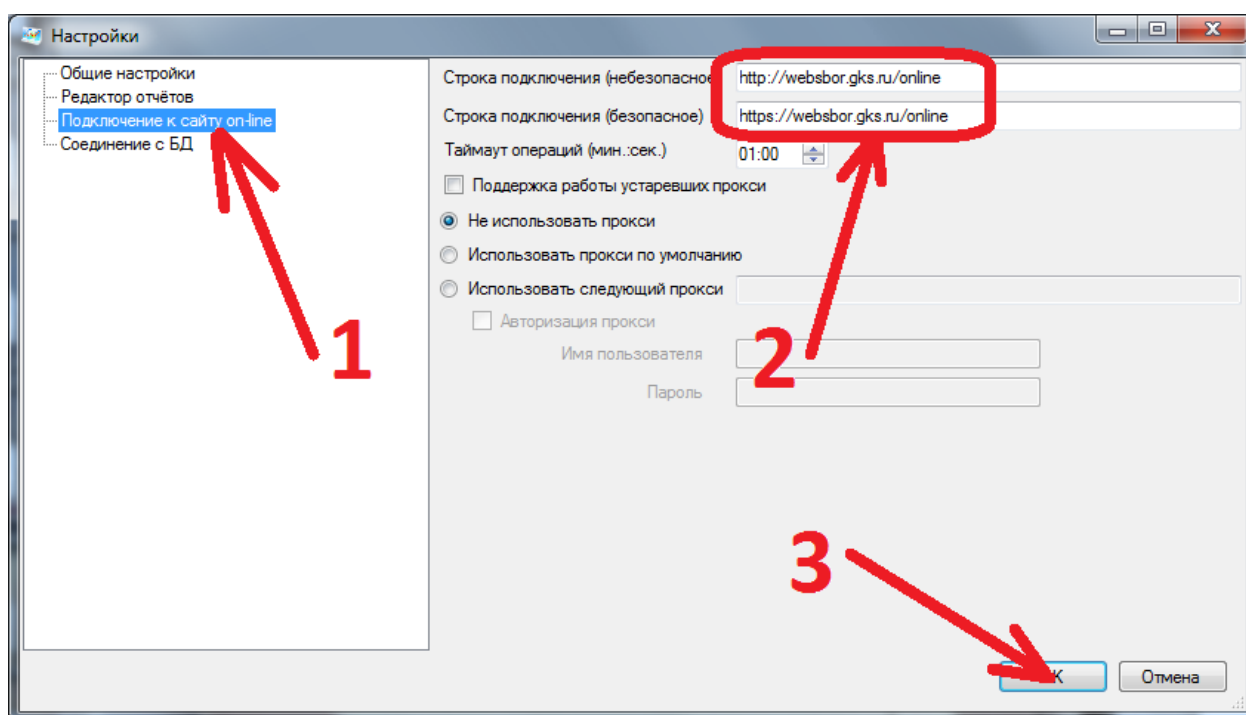 Настройки
Общие настройки
Редактор отчётов
Подключение к сайту on-line
Соединение с БД
Строка подключения (небезопасное
http://websbor.gks.ru/online
Строка подключения (безопасное)
https://websbor.gks.ru/online
Таймаут операций (мин.:сек.)
01:00
Поддержка работы устаревших прокси
Не использовать прокси
Использовать прокси по умолчанию
Использовать следующий прокси
Авторизация прокси
Имя пользователя
Пароль
1
2
3
Отмена